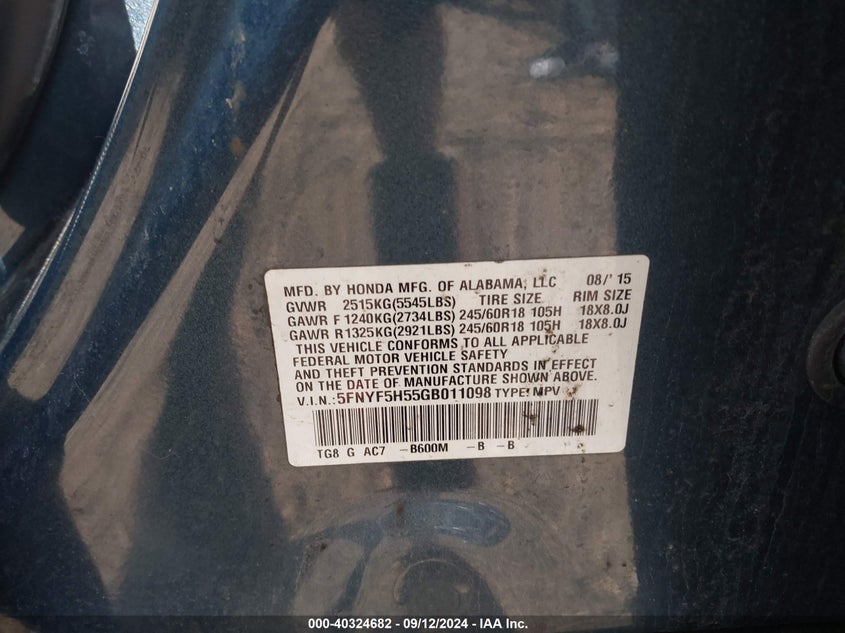 MFD. BY HONDA MFG. OF ALABAMA, LLC 08/'15
GVWR 2515KG(5545LBS) TIRE SIZE RIM SIZE
GAWR F 1240KG(2734LBS) 245/60R18 105H 18X8.0J
GAWR R1325KG(2921LBS) 245/60R18 105H 18X8.0J
THIS VEHICLE CONFORMS TO ALL APPLICABLE
FEDERAL MOTOR VEHICLE SAFETY
AND THEFT PREVENTION STANDARDS IN EFFECT
ON THE DATE OF MANUFACTURE SHOWN ABOVE.
V.I.N.: 5FNYF5H55GB011098 TYPE: MPV
TG8 G AC7 -B600M -B -B
000-40324682 - 09/12/2024 - IAA Inc.